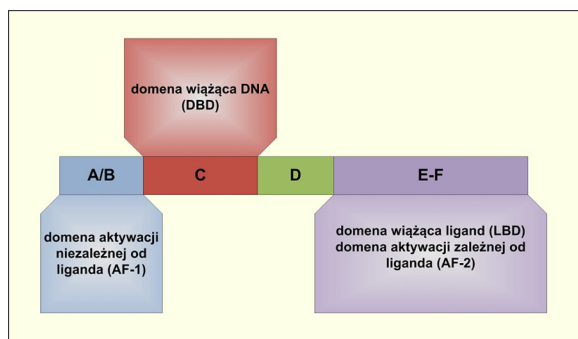 domena wiążąca DNA
(DBD)
A/B
C
D
E-F
domena aktywacji
niezależnej od
liganda (AF-1)
domena wiążąca ligand (LBD)
domena aktywacji zależnej od
liganda (AF-2)